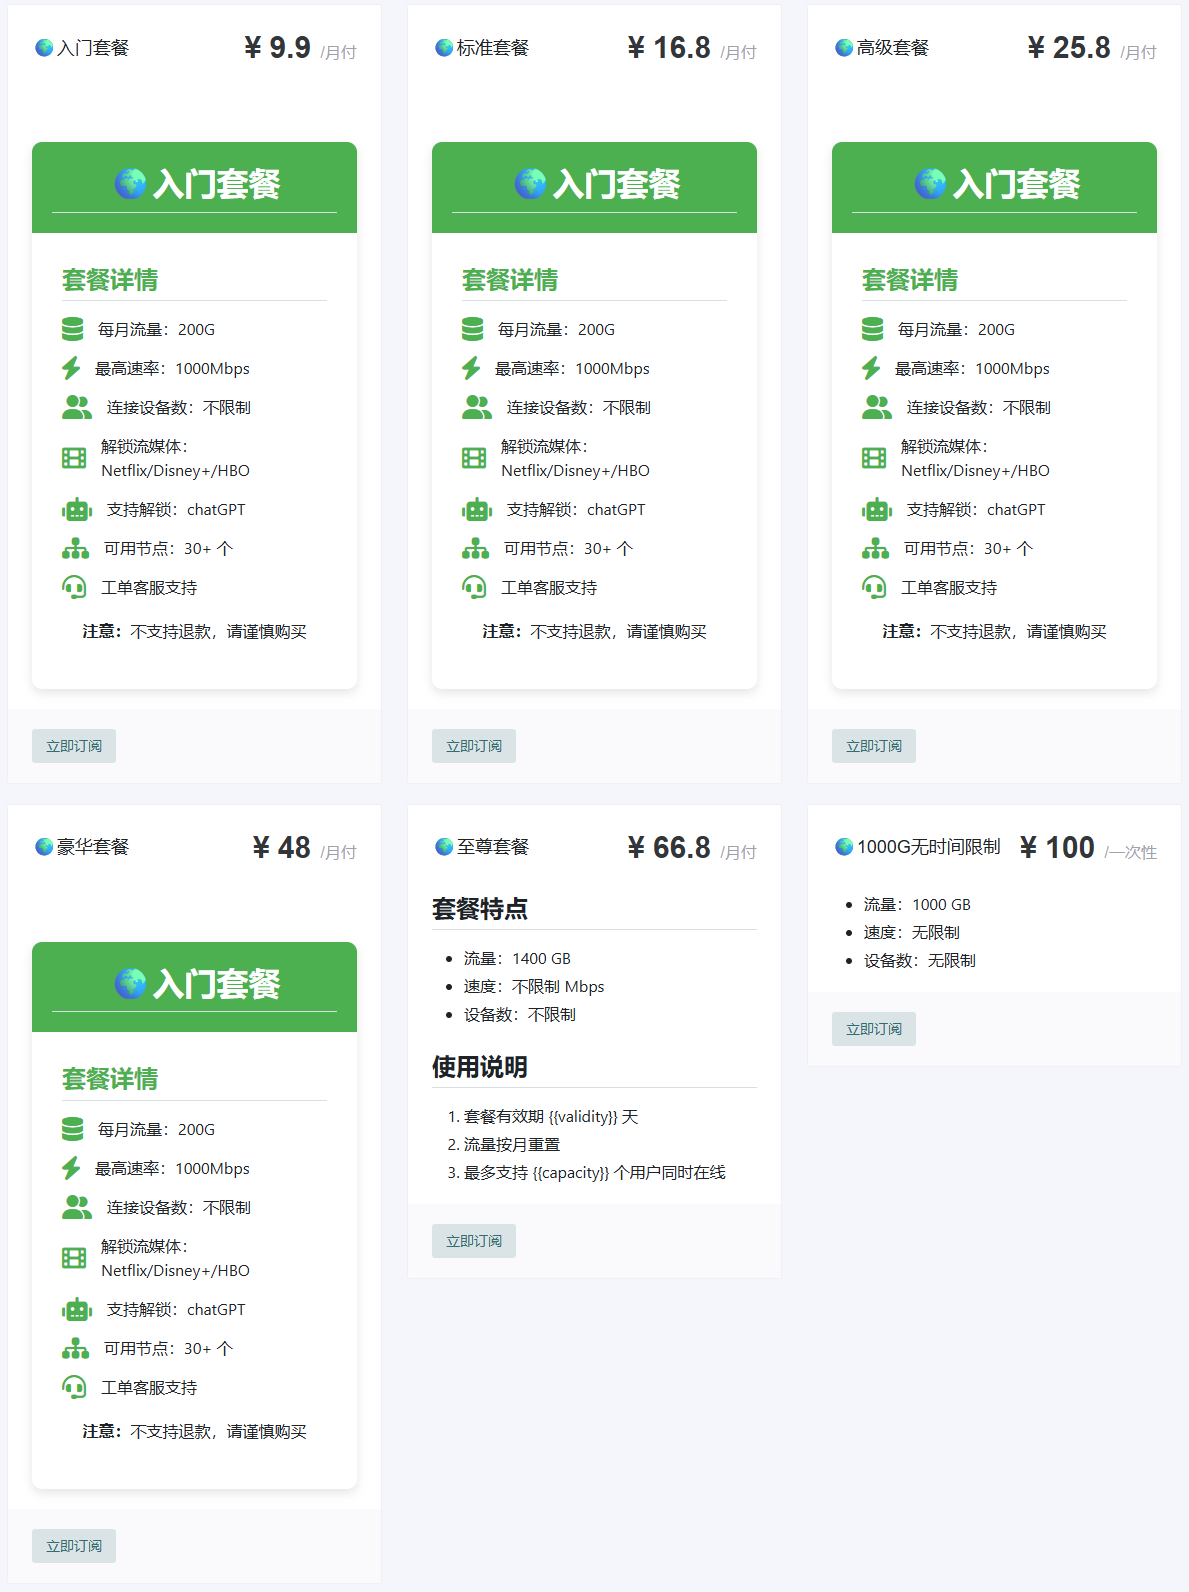 入门套餐
¥ 9.9 /月付
入门套餐
套餐详情
每月流量：200G
最高速率：1000Mbps
连接设备数：不限制
解锁流媒体：
Netflix/Disney+/HBO
支持解锁：chatGPT
可用节点：30+ 个
工单客服支持
注意：不支持退款，请谨慎购买
立即订阅
标准套餐
¥ 16.8 /月付
入门套餐
套餐详情
每月流量：200G
最高速率：1000Mbps
连接设备数：不限制
解锁流媒体：
Netflix/Disney+/HBO
支持解锁：chatGPT
可用节点：30+ 个
工单客服支持
注意：不支持退款，请谨慎购买
立即订阅
高级套餐
¥ 25.8 /月付
入门套餐
套餐详情
每月流量：200G
最高速率：1000Mbps
连接设备数：不限制
解锁流媒体：
Netflix/Disney+/HBO
支持解锁：chatGPT
可用节点：30+ 个
工单客服支持
注意：不支持退款，请谨慎购买
立即订阅
豪华套餐
¥ 48 /月付
入门套餐
套餐详情
每月流量：200G
最高速率：1000Mbps
连接设备数：不限制
解锁流媒体：
Netflix/Disney+/HBO
支持解锁：chatGPT
可用节点：30+ 个
工单客服支持
注意：不支持退款，请谨慎购买
立即订阅
至尊套餐
¥ 66.8 /月付
套餐特点
流量：1400 GB
速度：不限制 Mbps
设备数：不限制
使用说明
1. 套餐有效期 {{validity}} 天
2. 流量按月重置
3. 最多支持 {{capacity}} 个用户同时在线
立即订阅
1000G无时间限制
¥ 100 /一次性
流量：1000 GB
速度：无限制
设备数：无限制
立即订阅